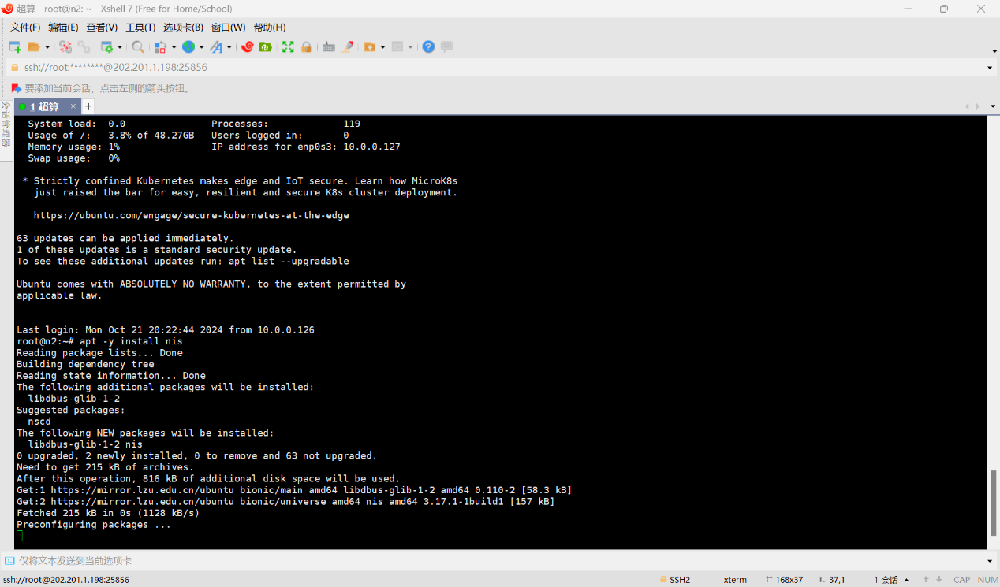 超算 - root@n2: ~ - Xshell 7 (Free for Home/School)
文件(F) 编辑(E) 查看(V) 工具(T) 选项卡(B) 窗口(W) 帮助(H)
ssh://root:********@202.201.1.198:25856
要添加当前会话，点击左侧的箭头按钮。
会话管理器
1 超算 × +
System load: 0.0 Processes: 119
Usage of /: 3.8% of 48.27GB Users logged in: 0
Memory usage: 1% IP address for enp0s3: 10.0.0.127
Swap usage: 0%
* Strictly confined Kubernetes makes edge and IoT secure. Learn how MicroK8s
just raised the bar for easy, resilient and secure K8s cluster deployment.
https://ubuntu.com/engage/secure-kubernetes-at-the-edge
63 updates can be applied immediately.
1 of these updates is a standard security update.
To see these additional updates run: apt list --upgradable
Ubuntu comes with ABSOLUTELY NO WARRANTY, to the extent permitted by
applicable law.
Last login: Mon Oct 21 20:22:44 2024 from 10.0.0.126
root@n2:~# apt -y install nis
Reading package lists... Done
Building dependency tree
Reading state information... Done
The following additional packages will be installed:
libdbus-glib-1-2
Suggested packages:
nscd
The following NEW packages will be installed:
libdbus-glib-1-2 nis
0 upgraded, 2 newly installed, 0 to remove and 63 not upgraded.
Need to get 215 kB of archives.
After this operation, 816 kB of additional disk space will be used.
Get:1 https://mirror.lzu.edu.cn/ubuntu bionic/main amd64 libdbus-glib-1-2 amd64 0.110-2 [58.3 kB]
Get:2 https://mirror.lzu.edu.cn/ubuntu bionic/universe amd64 nis amd64 3.17.1-1build1 [157 kB]
Fetched 215 kB in 0s (1128 kB/s)
Preconfiguring packages ...
仅将文本发送到当前选项卡
ssh://root@202.201.1.198:25856 SSH2 xterm 168x37 37,1 1 会话 CAP NUM